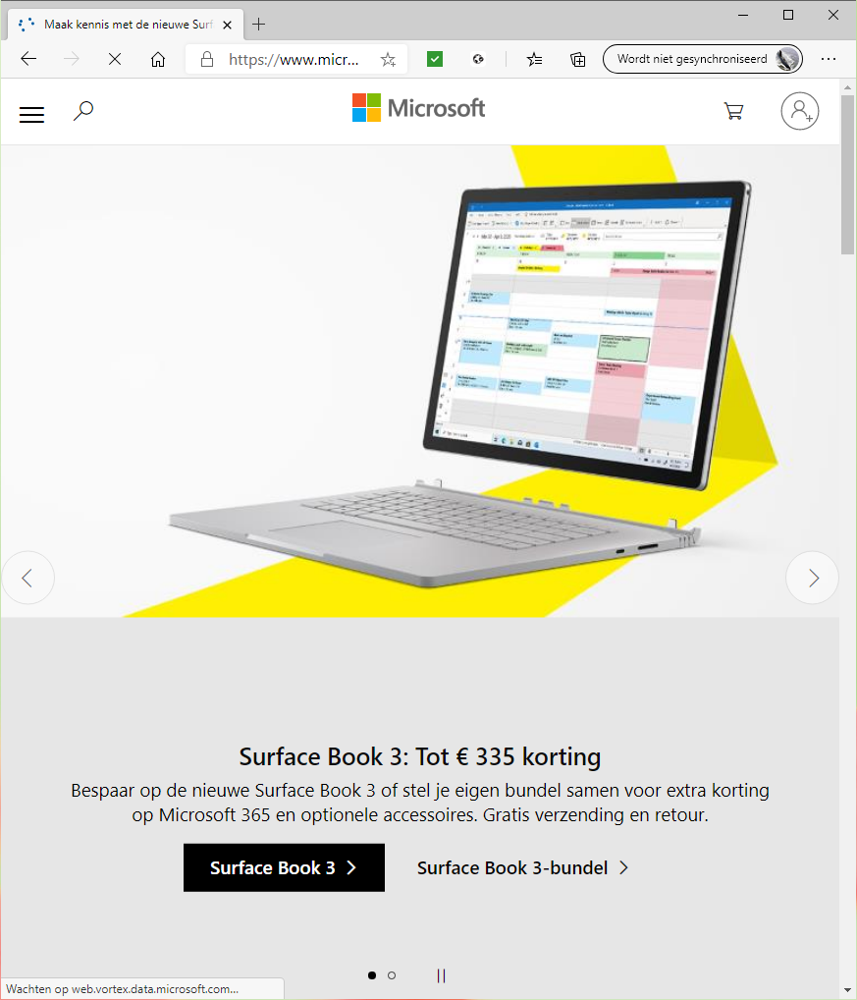 Maak kennis met de nieuwe Surf
https://www.micr...
Wordt niet gesynchroniseerd
Microsoft
Surface Book 3: Tot € 335 korting
Bespaar op de nieuwe Surface Book 3 of stel je eigen bundel samen voor extra korting
op Microsoft 365 en optionele accessoires. Gratis verzending en retour.
Surface Book 3
Surface Book 3-bundel
Wachten op web.vortex.data.microsoft.com...